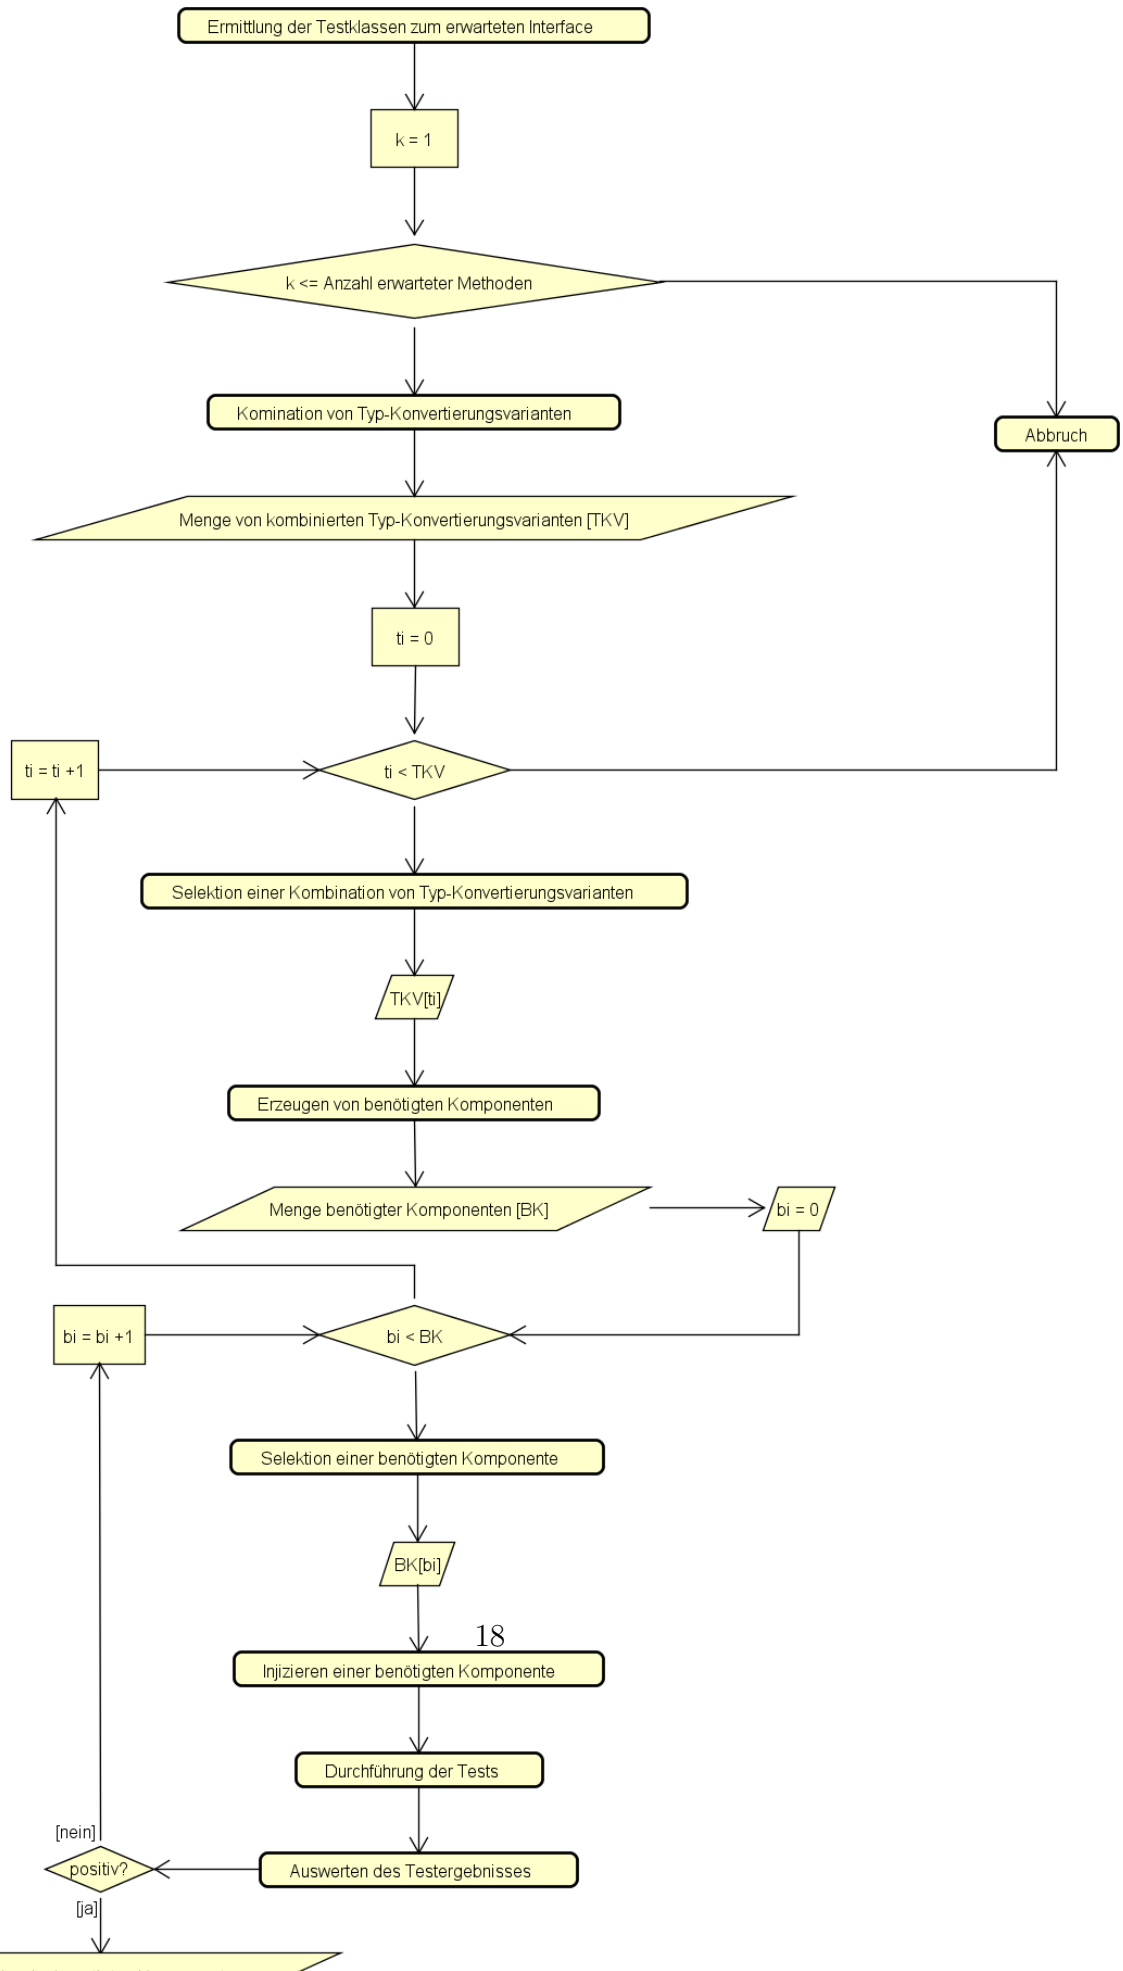 Ermittlung der Testklassen zum erwarteten Interface
k = 1
k <= Anzahl erwarteter Methoden
Komination von Typ-Konvertierungsvarianten
Abbruch
Menge von kombinierten Typ-Konvertierungsvarianten [TKV]
ti = 0
ti = ti +1
ti < TKV
Selektion einer Kombination von Typ-Konvertierungsvarianten
TKV[ti]
Erzeugen von benötigten Komponenten
Menge benötigter Komponenten [BK]
bi = 0
bi = bi +1
bi < BK
Selektion einer benötigten Komponente
BK[bi]
18
Injizieren einer benötigten Komponente
Durchführung der Tests
[nein]
positiv?
Auswerten des Testergebnisses
[ja]